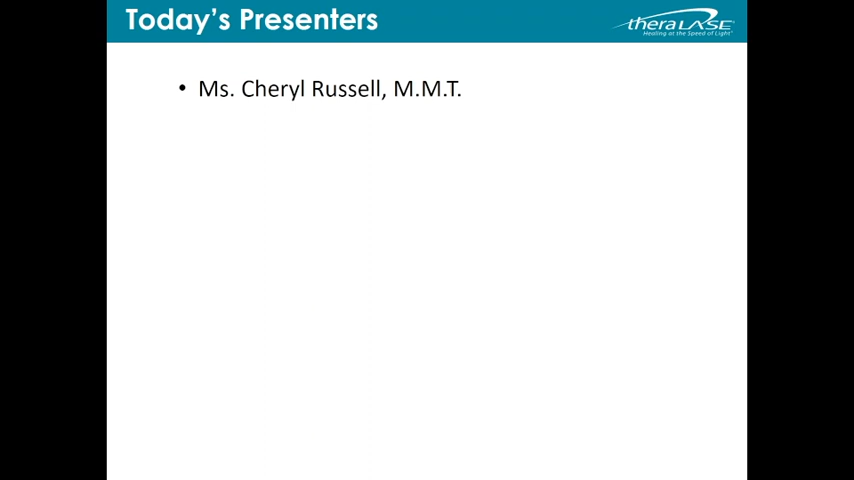 Today's Presenters
theraLASE
Healing at the Speed of Light
• Ms. Cheryl Russell, M.M.T.